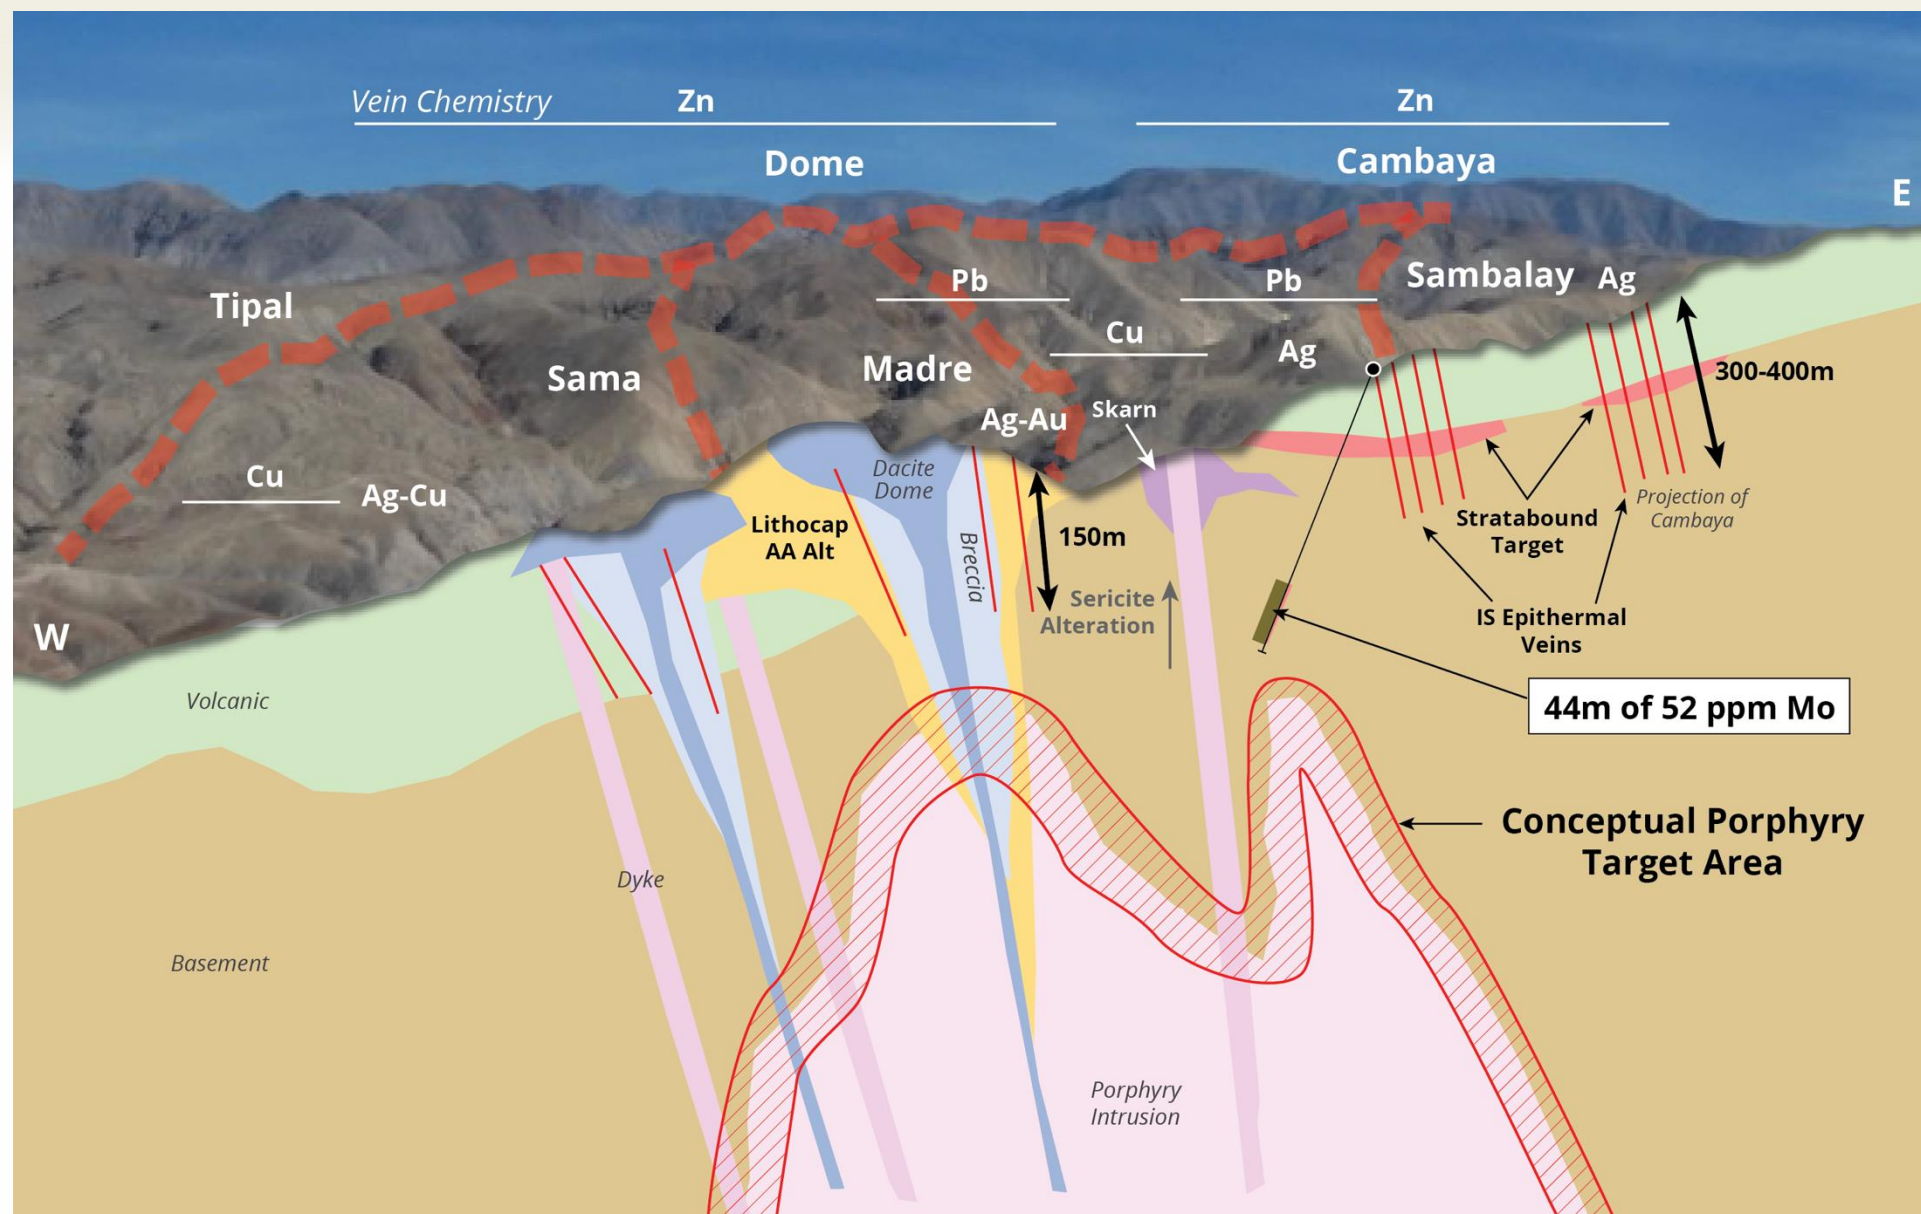 Vein Chemistry
Zn
Zn
Dome
Cambaya
E
Tipal
Pb
Pb
Sambalay
Ag
Cu
Ag
Sama
Madre
300-400m
Ag-Au
Skarn
Cu
Ag-Cu
Dacite
Dome
Lithocap
AA Alt
Breccia
150m
Projection of
Cambaya
Stratabound
Target
Sericite
Alteration
IS Epithermal
Veins
W
Volcanic
44m of 52 ppm Mo
Conceptual Porphyry
Target Area
Dyke
Basement
Porphyry
Intrusion